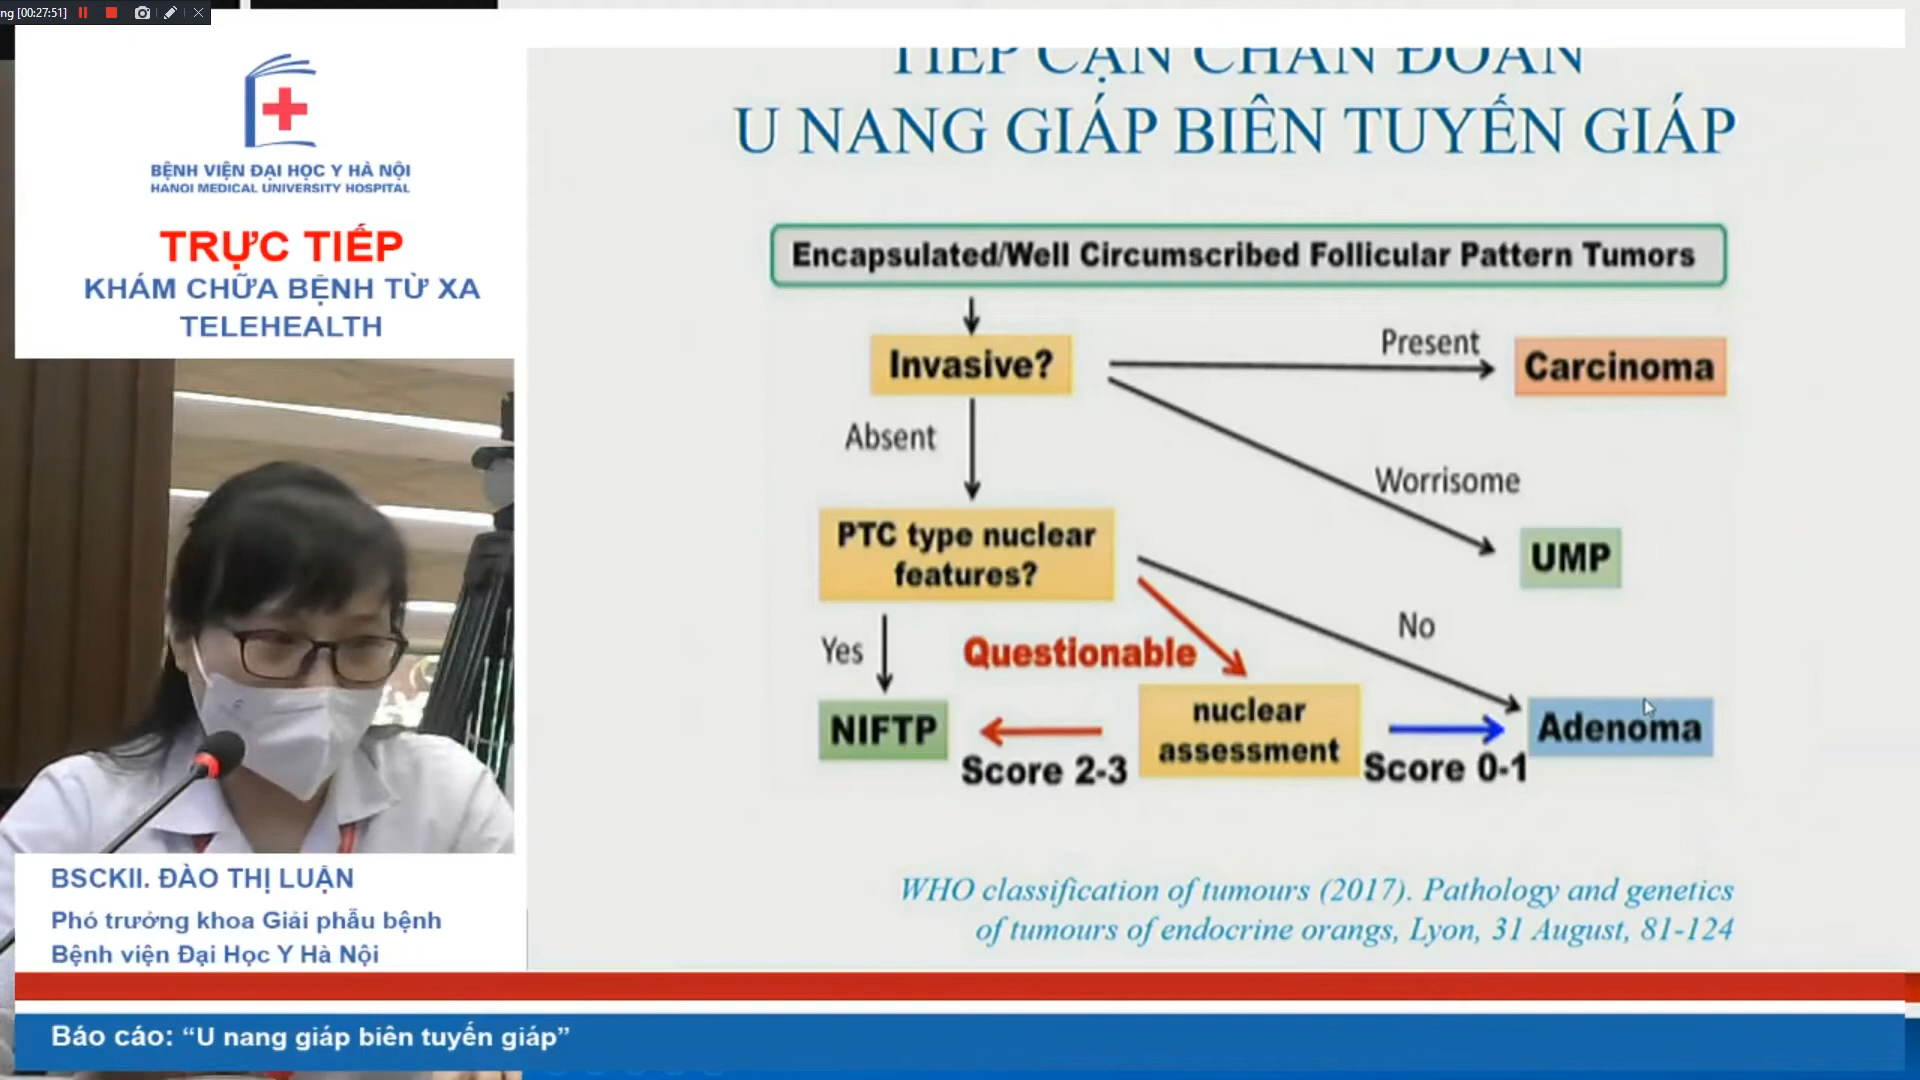 ng [00:27:51]
BỆNH VIỆN ĐẠI HỌC Y HÀ NỘI
HANOI MEDICAL UNIVERSITY HOSPITAL
TRỰC TIẾP
KHÁM CHỮA BỆNH TỪ XA
TELEHEALTH
BSCKII. ĐÀO THỊ LUẬN
Phó trưởng khoa Giải phẫu bệnh
Bệnh viện Đại Học Y Hà Nội
TIẾP CẬN CHẨN ĐOÁN
U NANG GIÁP BIÊN TUYẾN GIÁP
Encapsulated/Well Circumscribed Follicular Pattern Tumors
Invasive?
Present
Carcinoma
Absent
Worrisome
UMP
PTC type nuclear
features?
No
Yes
Questionable
NIFTP
Score 2-3
nuclear
assessment
Score 0-1
Adenoma
WHO classification of tumours (2017). Pathology and genetics
of tumours of endocrine orangs, Lyon, 31 August, 81-124
Báo cáo: “U nang giáp biên tuyến giáp”